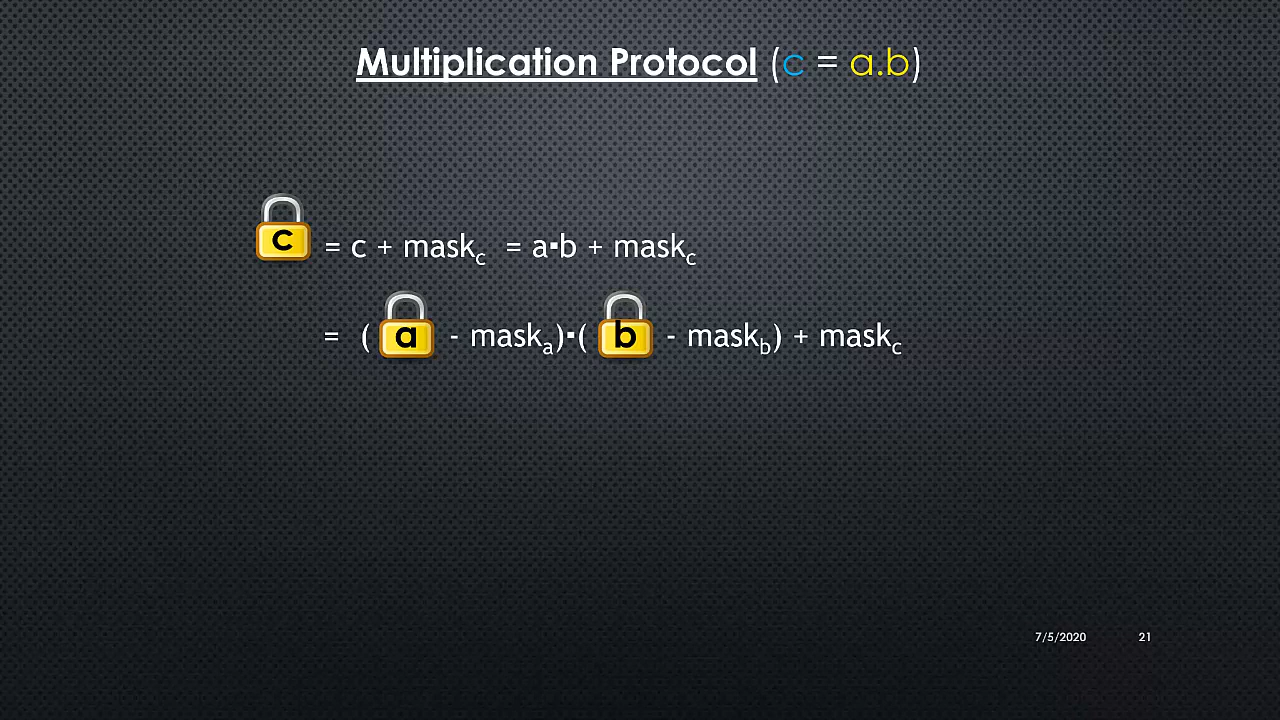 Multiplication Protocol (c = a.b)
c = c + mask_c = a▪b + mask_c
= ( a - mask_a)▪( b - mask_b) + mask_c
7/5/2020 21